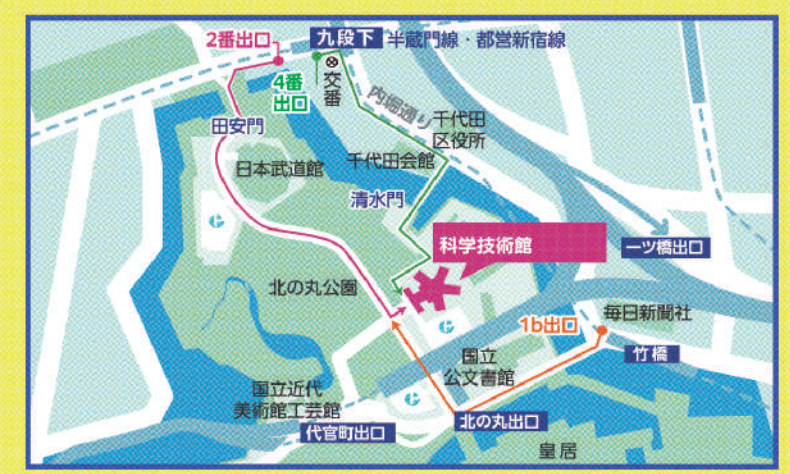 2番出口
九段下 半蔵門線・都営新宿線
4番
出口
交番
内堀通り
千代田
区役所
田安門
日本武道館
千代田会館
清水門
科学技術館
一ツ橋出口
北の丸公園
1b出口
毎日新聞社
竹橋
国立
公文書館
国立近代
美術館工芸館
北の丸出口
代官町出口
皇居